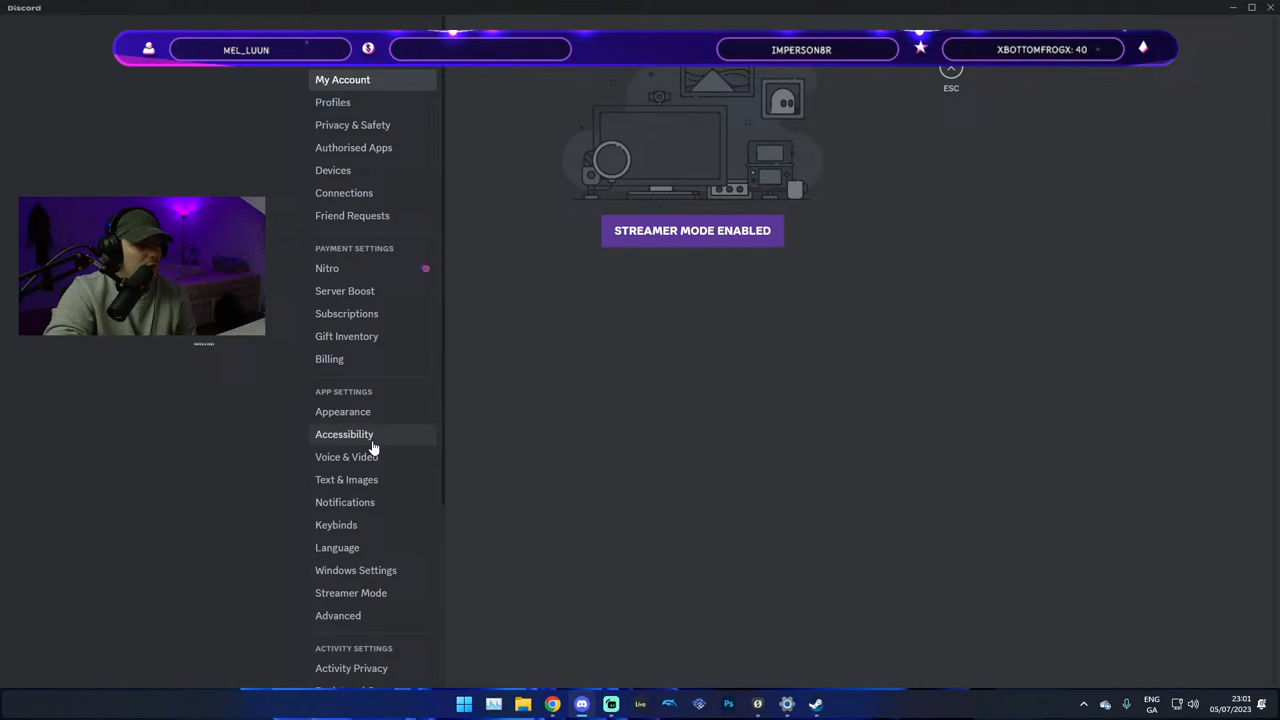 Discord
MEL_LUUN
IMPERSON8R
XBOTTOMFROGX: 40
My Account
ESC
Profiles
Privacy & Safety
Authorised Apps
Devices
Connections
Friend Requests
STREAMER MODE ENABLED
PAYMENT SETTINGS
Nitro
Server Boost
Subscriptions
Gift Inventory
Billing
APP SETTINGS
Appearance
Accessibility
Voice & Video
Text & Images
Notifications
Keybinds
Language
Windows Settings
Streamer Mode
Advanced
ACTIVITY SETTINGS
Activity Privacy
Live
Ps
ENG
GA
23:01
05/07/2023